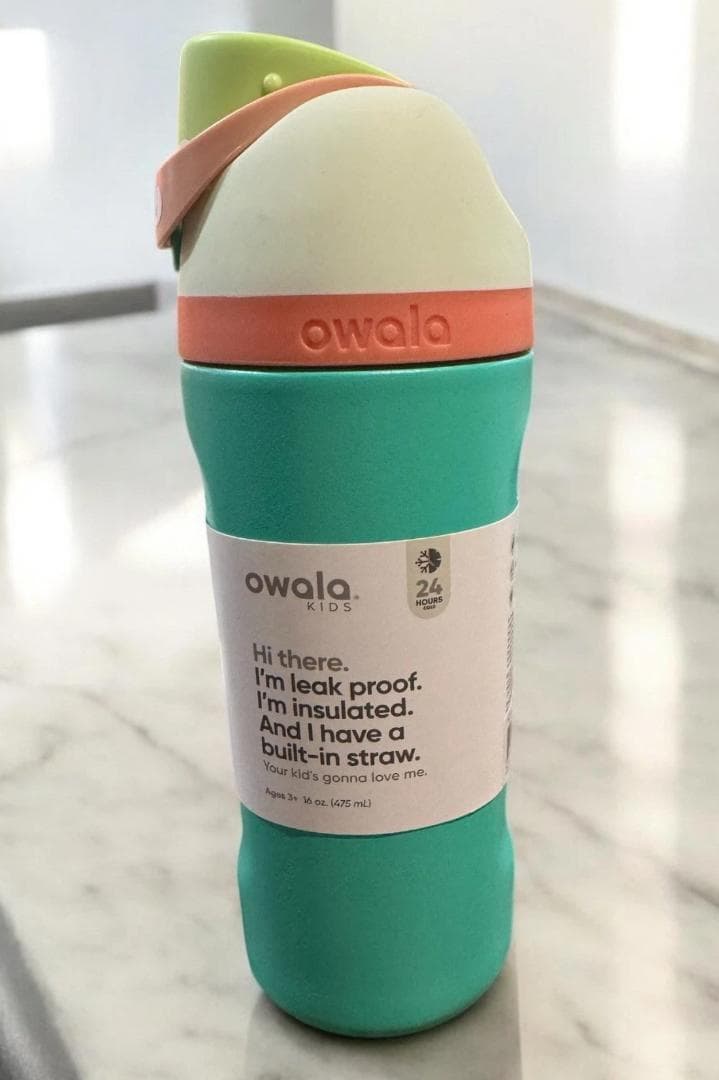 owala
owala
KIDS
24
HOURS
COLD
Hi there.
I'm leak proof.
I'm insulated.
And I have a
built-in straw.
Your kid's gonna love me.
Ages 3+ 16 oz. (475 mL)